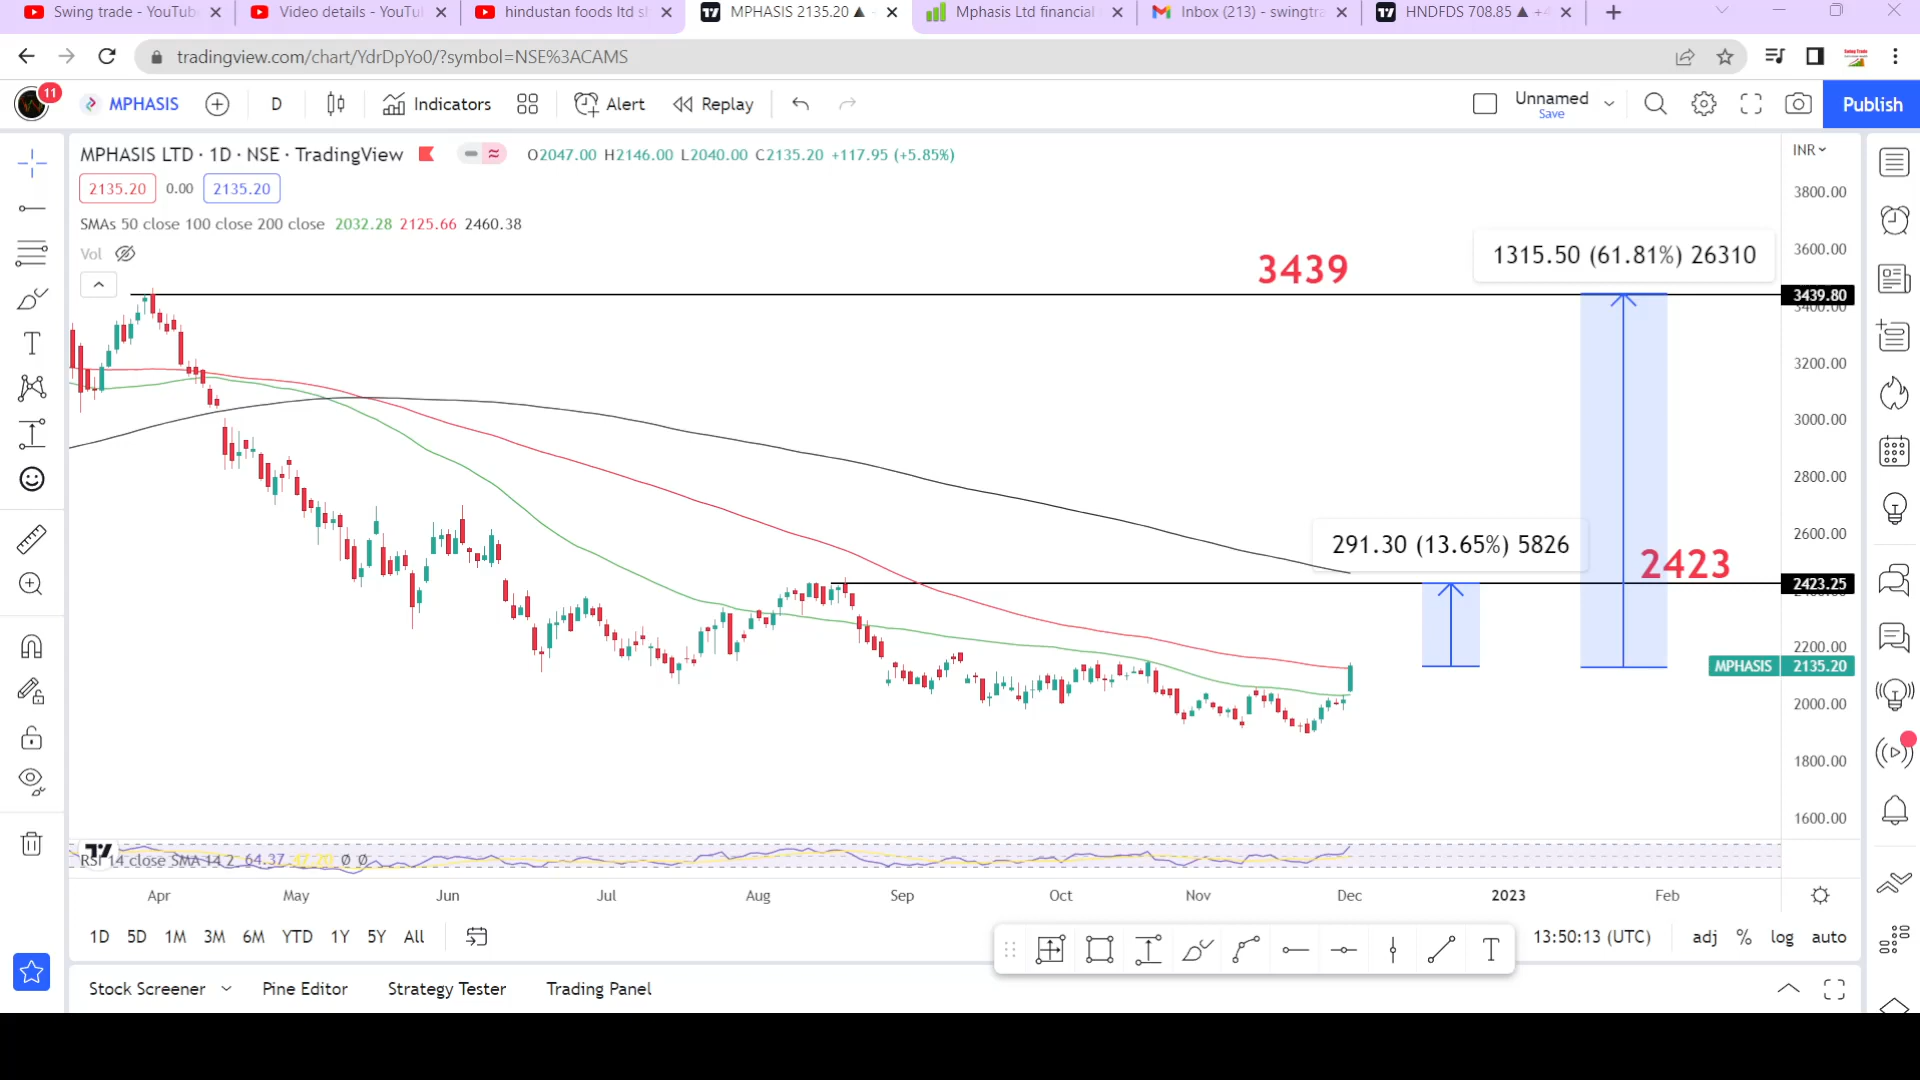 Swing trade - YouTub
Video details - YouTu
hindustan foods ltd s
MPHASIS 2135.20 ▲
Mphasis Ltd financial
Inbox (213) - swingtra
HNDFDS 708.85 ▲ +4
tradingview.com/chart/YdrDpYo0/?symbol=NSE%3ACAMS
11
MPHASIS
D
Indicators
Alert
Replay
Unnamed
Save
Publish
MPHASIS LTD · 1D · NSE · TradingView
O2047.00 H2146.00 L2040.00 C2135.20 +117.95 (+5.85%)
INR
2135.20 0.00 2135.20
SMAs 50 close 100 close 200 close 2032.28 2125.66 2460.38
Vol
3800.00
3600.00
1315.50 (61.81%) 26310
3439
3439.80
3400.00
3200.00
3000.00
2800.00
2600.00
291.30 (13.65%) 5826
2423
2423.25
2200.00
MPHASIS 2135.20
2000.00
1800.00
1600.00
RSI 14 close SMA 14 2 64.37 47.20 Ø Ø
Apr May Jun Jul Aug Sep Oct Nov Dec 2023 Feb
1D 5D 1M 3M 6M YTD 1Y 5Y All
13:50:13 (UTC) adj % log auto
Stock Screener Pine Editor Strategy Tester Trading Panel